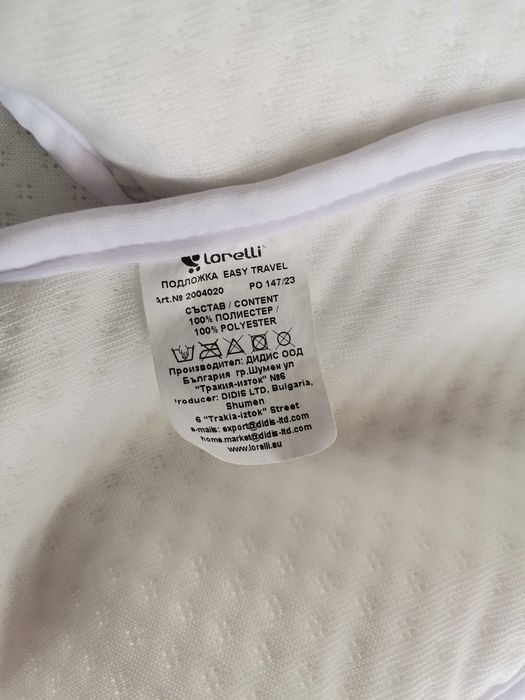 lorelli
ПОДЛОЖКА EASY TRAVEL
Art.№ 2004020 PO 147/23
СЪСТАВ / CONTENT
100% ПОЛИЕСТЕР /
100% POLYESTER
Производител: ДИДИС ООД
България гр.Шумен ул
"Тракия-изток" №6
roducer: DIDIS LTD, Bulgaria,
Shumen
6 "Trakia-iztok" Street
e-mails: export@didis-ltd.com
home.market@didis-ltd.com
www.lorelli.eu